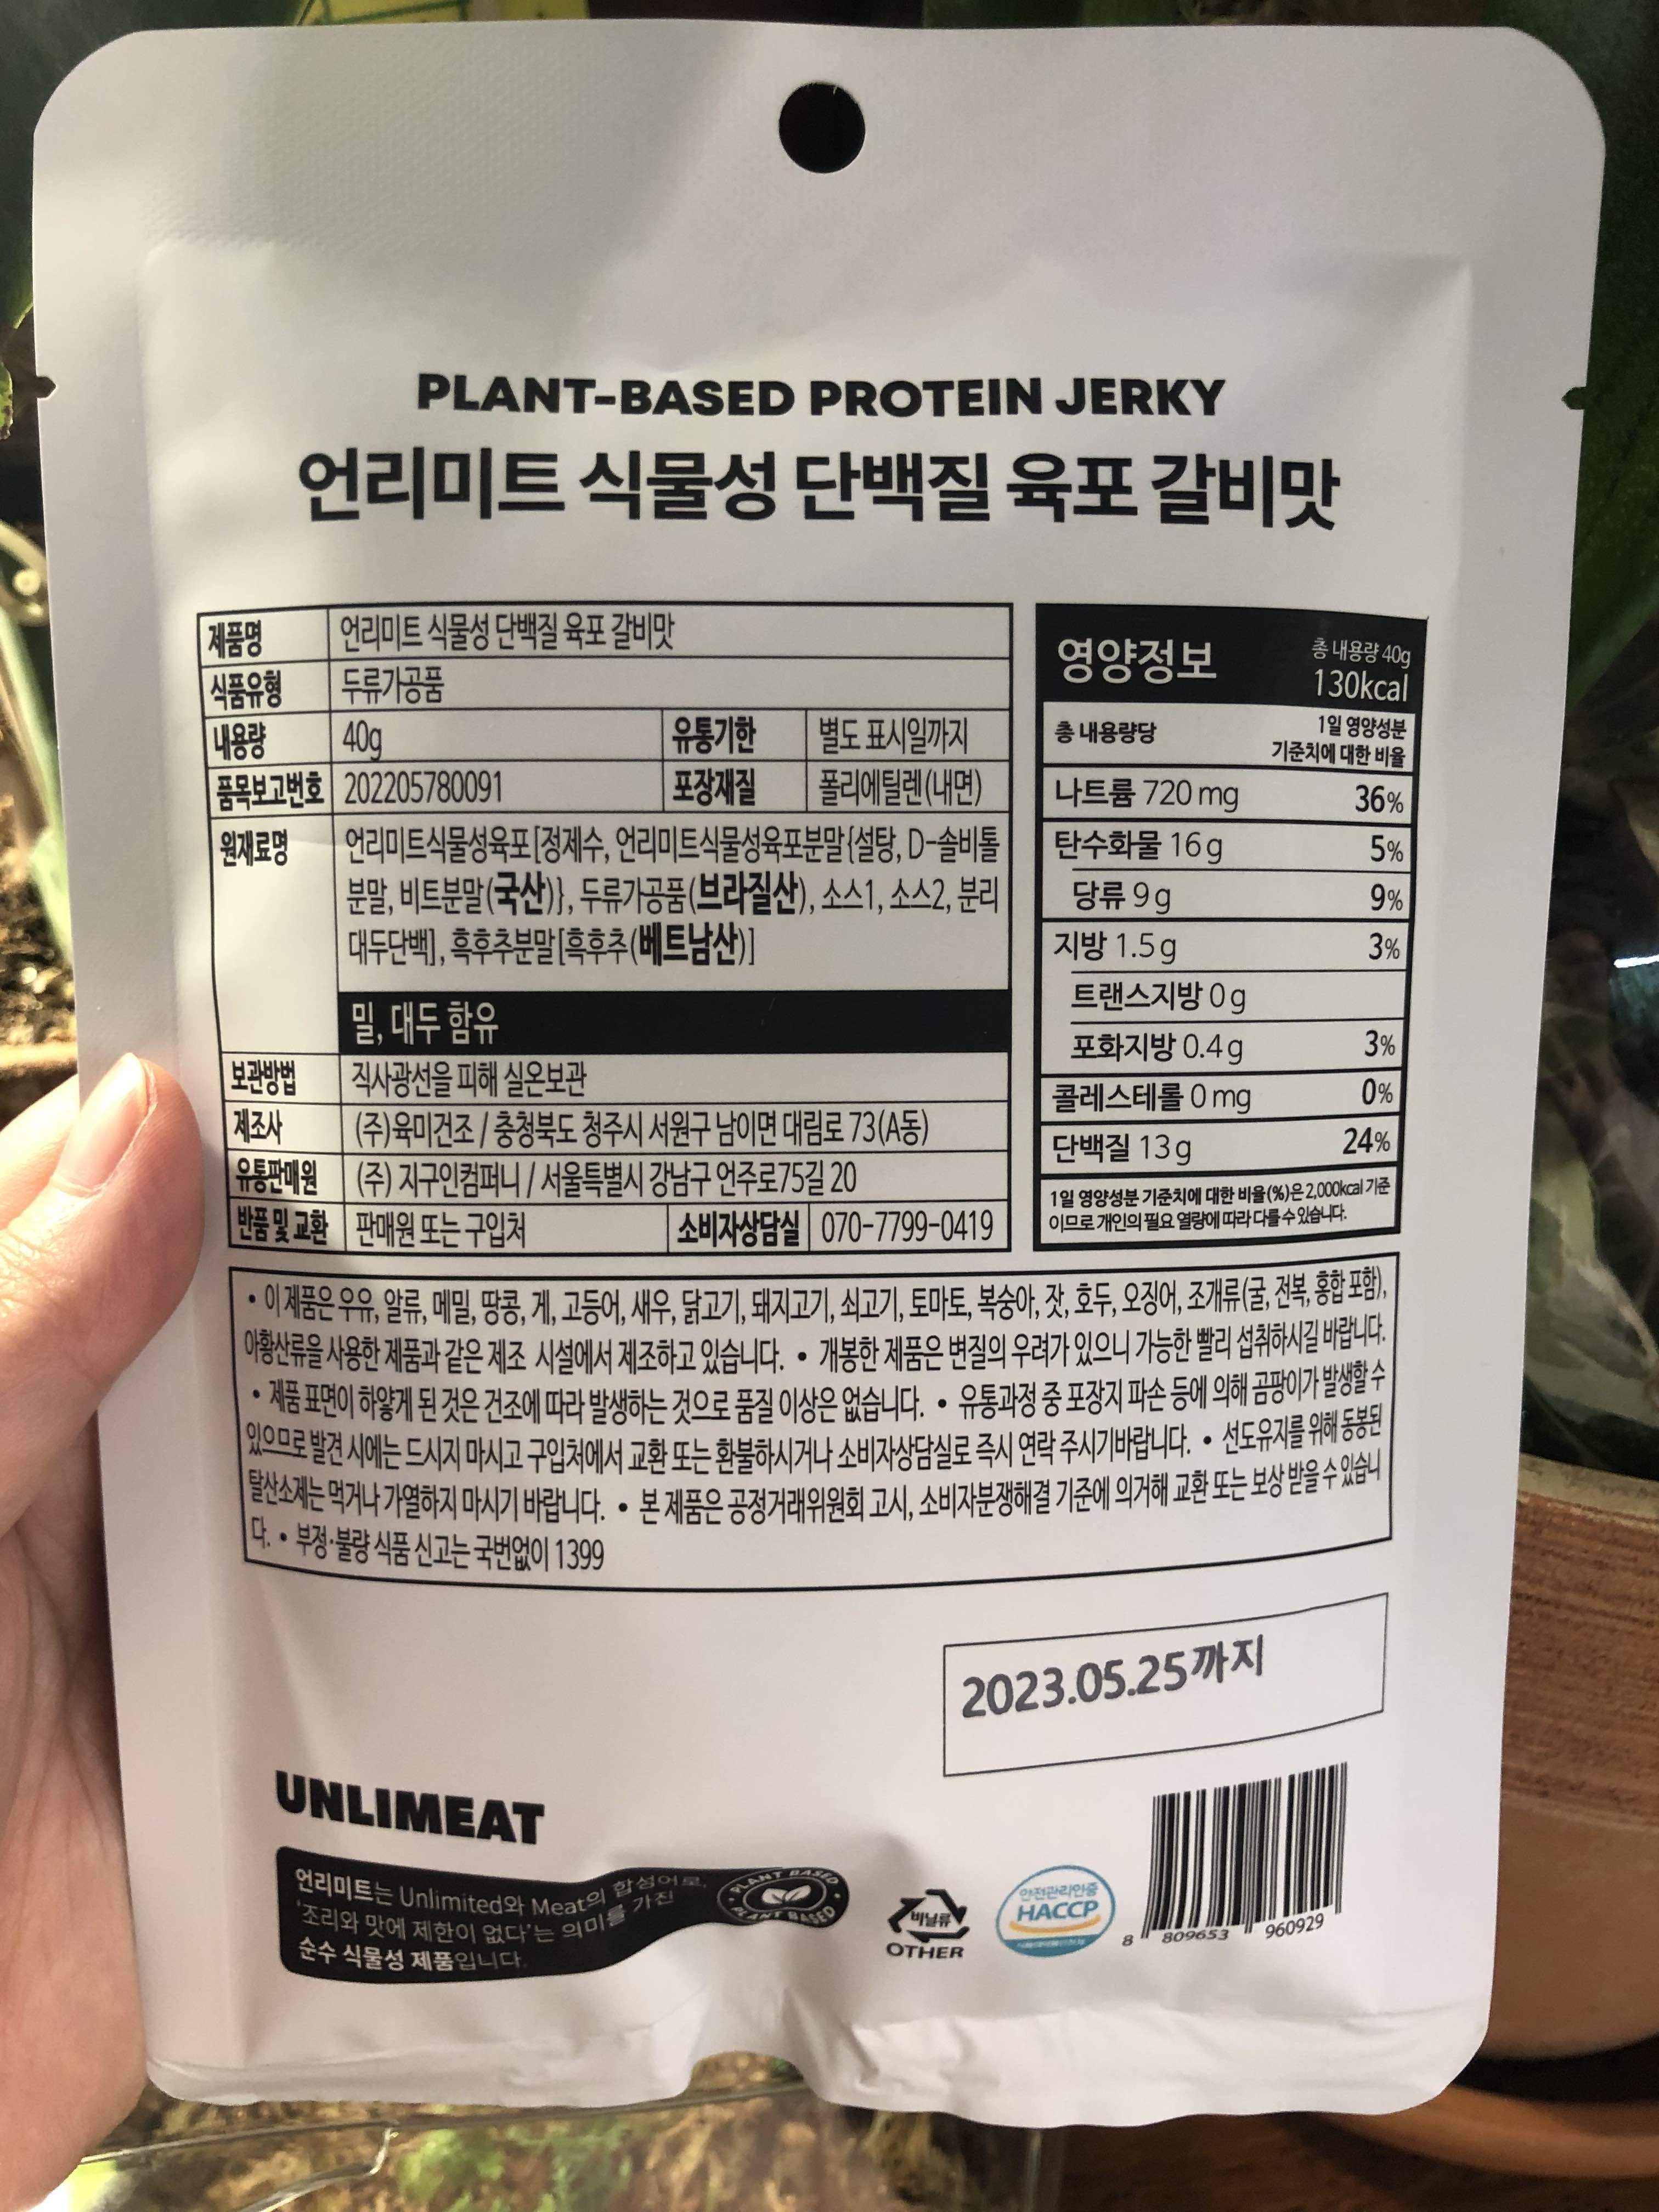 PLANT-BASED PROTEIN JERKY
언리미트 식물성 단백질 육포 갈비맛
제품명 언리미트 식물성 단백질 육포 갈비맛
식품유형 두류가공품
내용량 40g 유통기한 별도 표시일까지
품목보고번호 202205780091 포장재질 폴리에틸렌(내면)
원재료명 언리미트식물성육포[정제수, 언리미트식물성육포분말{설탕, D-솔비톨
분말, 비트분말(국산)}, 두류가공품(브라질산), 소스1, 소스2, 분리
대두단백], 흑후추분말[흑후추(베트남산)]
밀, 대두 함유
보관방법 직사광선을 피해 실온보관
제조사 (주)육미건조 / 충청북도 청주시 서원구 남이면 대림로 73(A동)
유통판매원 (주) 지구인컴퍼니 / 서울특별시 강남구 언주로75길 20
반품 및 교환 판매원 또는 구입처 소비자상담실 070-7799-0419
영양정보 총 내용량 40g
130kcal
총 내용량당 1일 영양성분
기준치에 대한 비율
나트륨 720 mg 36%
탄수화물 16 g 5%
당류 9 g 9%
지방 1.5 g 3%
트랜스지방 0 g
포화지방 0.4 g 3%
콜레스테롤 0 mg 0%
단백질 13 g 24%
1일 영양성분 기준치에 대한 비율(%)은 2,000kcal 기준
이므로 개인의 필요 열량에 따라 다를 수 있습니다.
• 이 제품은 우유, 알류, 메밀, 땅콩, 게, 고등어, 새우, 닭고기, 돼지고기, 쇠고기, 토마토, 복숭아, 잣, 호두, 오징어, 조개류(굴, 전복, 홍합 포함),
아황산류을 사용한 제품과 같은 제조 시설에서 제조하고 있습니다. • 개봉한 제품은 변질의 우려가 있으니 가능한 빨리 섭취하시길 바랍니다.
• 제품 표면이 하얗게 된 것은 건조에 따라 발생하는 것으로 품질 이상은 없습니다. • 유통과정 중 포장지 파손 등에 의해 곰팡이가 발생할 수
있으므로 발견 시에는 드시지 마시고 구입처에서 교환 또는 환불하시거나 소비자상담실로 즉시 연락 주시기바랍니다. • 선도유지를 위해 동봉된
탈산소제는 먹거나 가열하지 마시기 바랍니다. • 본 제품은 공정거래위원회 고시, 소비자분쟁해결 기준에 의거해 교환 또는 보상 받을 수 있습니
다. • 부정·불량 식품 신고는 국번없이 1399
2023.05.25까지
UNLIMEAT
언리미트는 Unlimited와 Meat의 합성어로,
'조리와 맛에 제한이 없다'는 의미를 가진
순수 식물성 제품입니다.
PLANT BASED
PLANT BASED
비닐류
OTHER
안전관리인증
HACCP
8 809653 960929